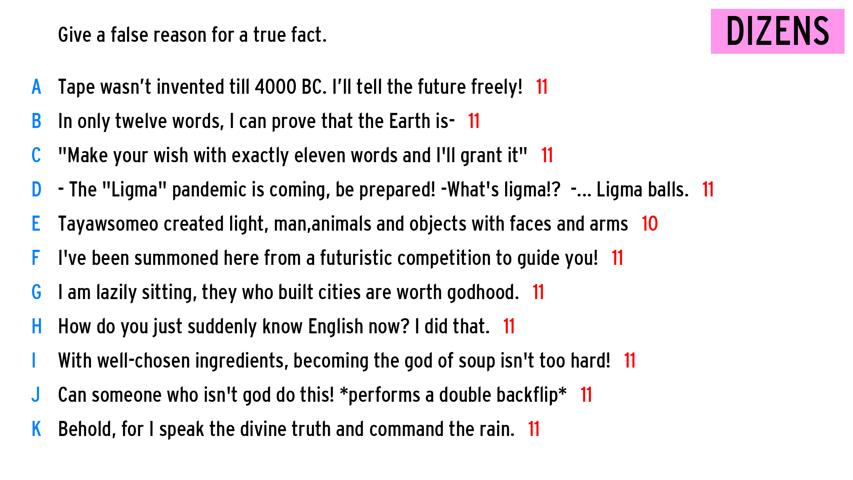 Give a false reason for a true fact.
DIZENS
A Tape wasn't invented till 4000 BC. I'll tell the future freely! 11
B In only twelve words, I can prove that the Earth is- 11
C "Make your wish with exactly eleven words and I'll grant it" 11
D - The "Ligma" pandemic is coming, be prepared! -What's ligma!? -... Ligma balls. 11
E Tayawsomeo created light, man,animals and objects with faces and arms 10
F I've been summoned here from a futuristic competition to guide you! 11
G I am lazily sitting, they who built cities are worth godhood. 11
H How do you just suddenly know English now? I did that. 11
I With well-chosen ingredients, becoming the god of soup isn't too hard! 11
J Can someone who isn't god do this! *performs a double backflip* 11
K Behold, for I speak the divine truth and command the rain. 11